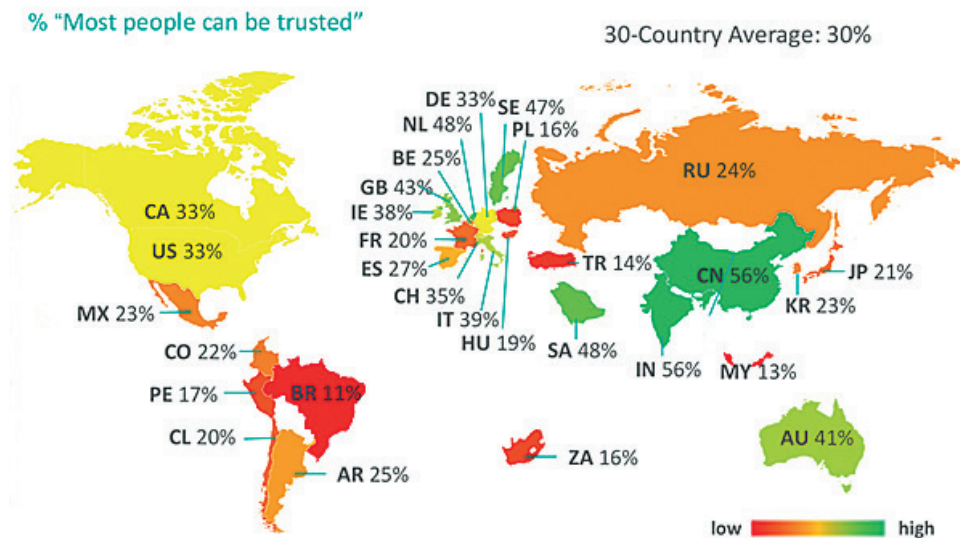 % “Most people can be trusted”
30-Country Average: 30%
DE 33%
SE 47%
NL 48%
PL 16%
BE 25%
GB 43%
IE 38%
FR 20%
ES 27%
CH 35%
IT 39%
HU 19%
CA 33%
US 33%
MX 23%
RU 24%
TR 14%
CN 56%
JP 21%
KR 23%
SA 48%
IN 56%
MY 13%
CO 22%
PE 17%
BR 11%
CL 20%
AR 25%
ZA 16%
AU 41%
low
high